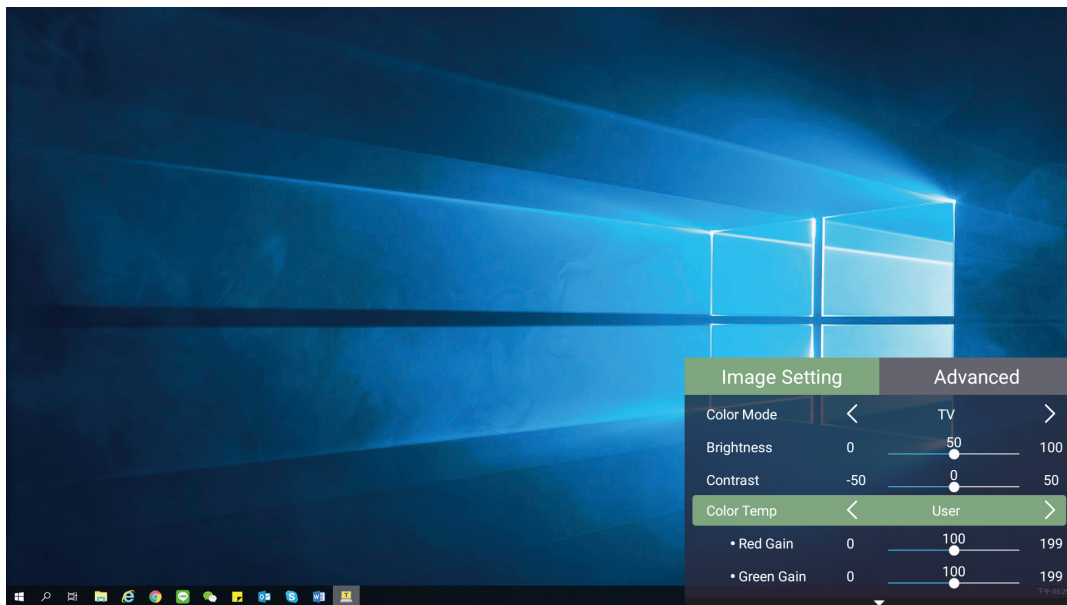 Image Setting Advanced
Color Mode TV
Brightness 0 50 100
Contrast -50 0 50
Color Temp User
• Red Gain 0 100 199
• Green Gain 0 100 199